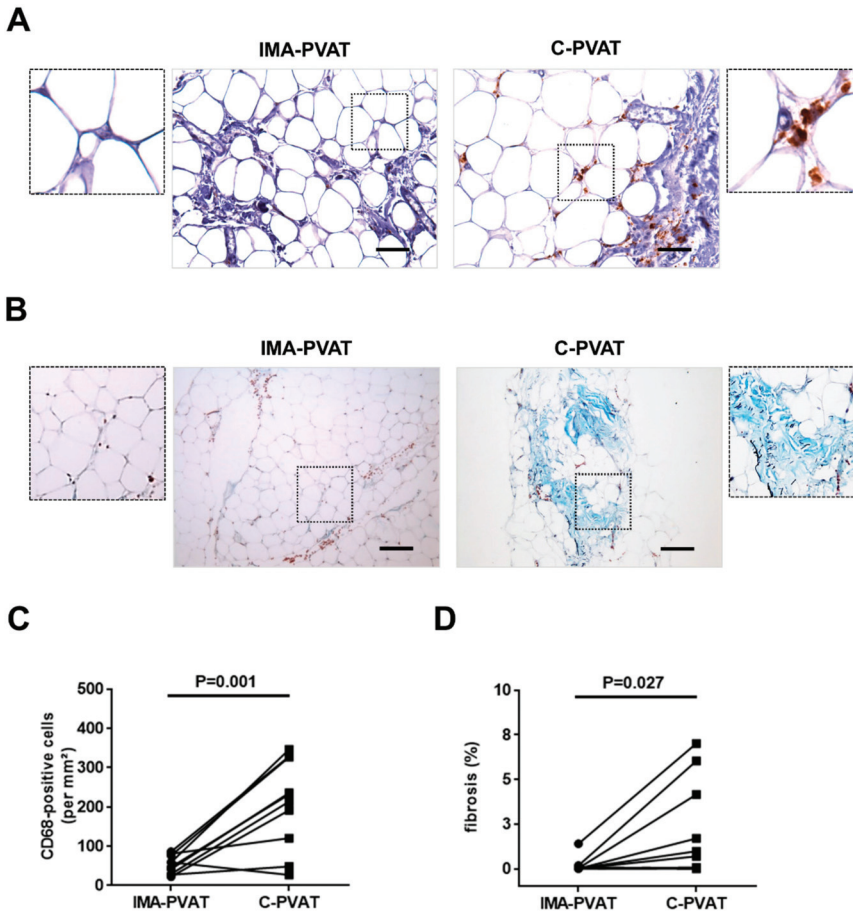 A
IMA-PVAT
C-PVAT
B
IMA-PVAT
C-PVAT
C
D
P=0.001
P=0.027
CD68-positive cells
(per mm²)
500
400
300
200
100
0
IMA-PVAT
C-PVAT
fibrosis (%)
10
8
5
3
0
IMA-PVAT
C-PVAT